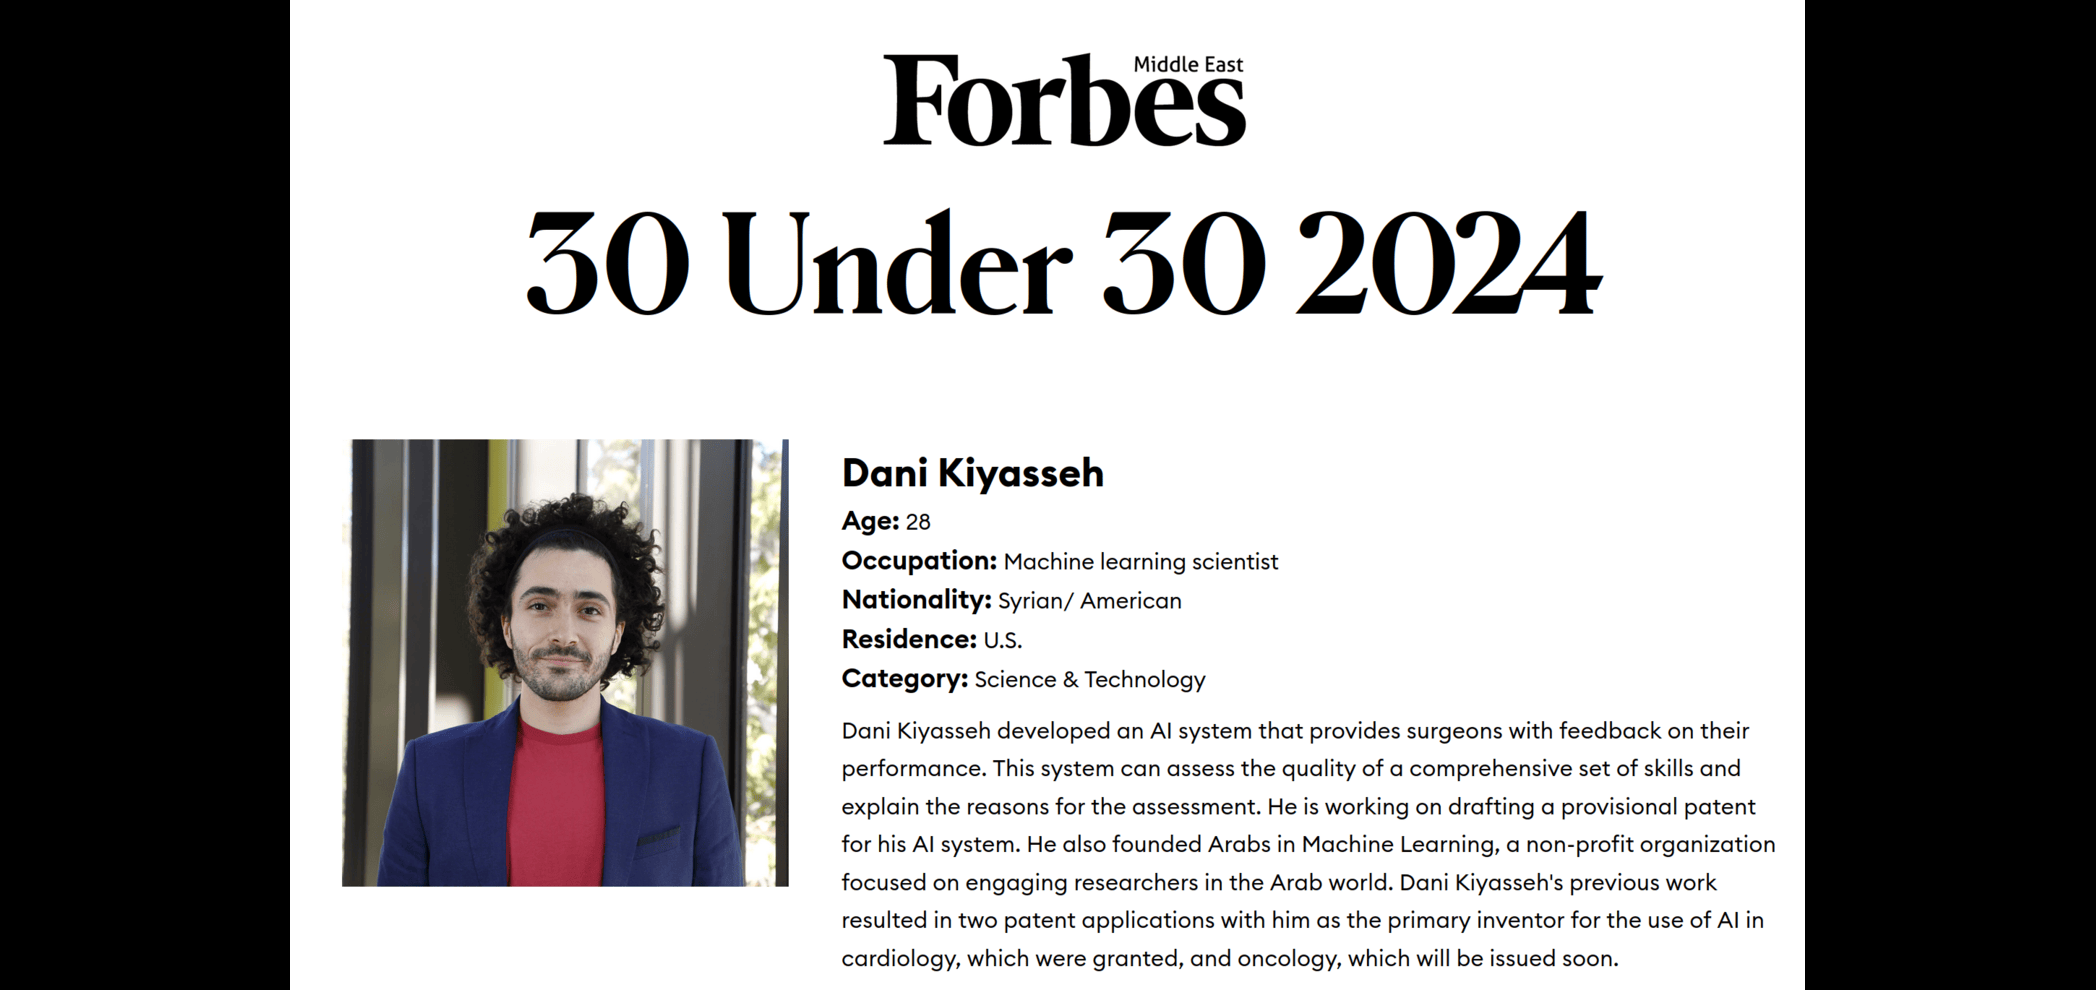 Forbes
Middle East
30 Under 30 2024
Dani Kiyasseh
Age: 28
Occupation: Machine learning scientist
Nationality: Syrian/ American
Residence: U.S.
Category: Science & Technology
Dani Kiyasseh developed an AI system that provides surgeons with feedback on their
performance. This system can assess the quality of a comprehensive set of skills and
explain the reasons for the assessment. He is working on drafting a provisional patent
for his AI system. He also founded Arabs in Machine Learning, a non-profit organization
focused on engaging researchers in the Arab world. Dani Kiyasseh's previous work
resulted in two patent applications with him as the primary inventor for the use of AI in
cardiology, which were granted, and oncology, which will be issued soon.